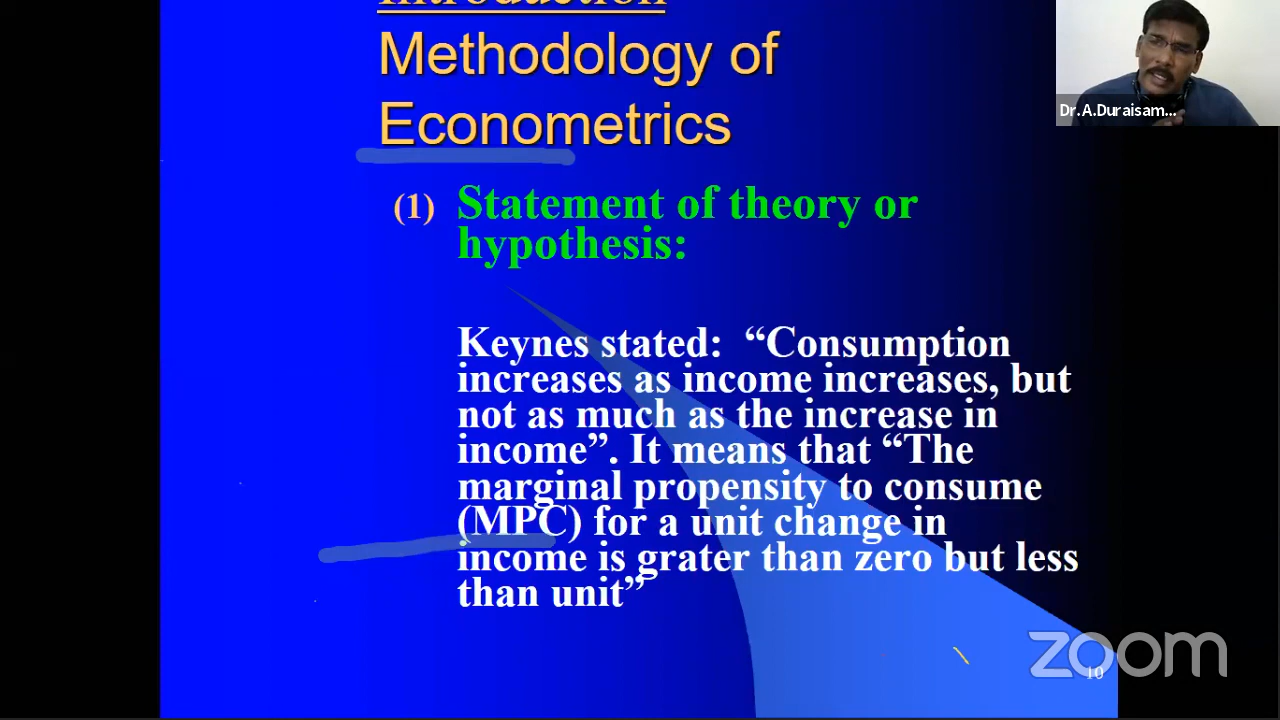 Introduction
Methodology of
Econometrics
(1) Statement of theory or
hypothesis:
Keynes stated: “Consumption
increases as income increases, but
not as much as the increase in
income”. It means that “The
marginal propensity to consume
(MPC) for a unit change in
income is grater than zero but less
than unit”
Dr.A.Duraisam...
zoom
10